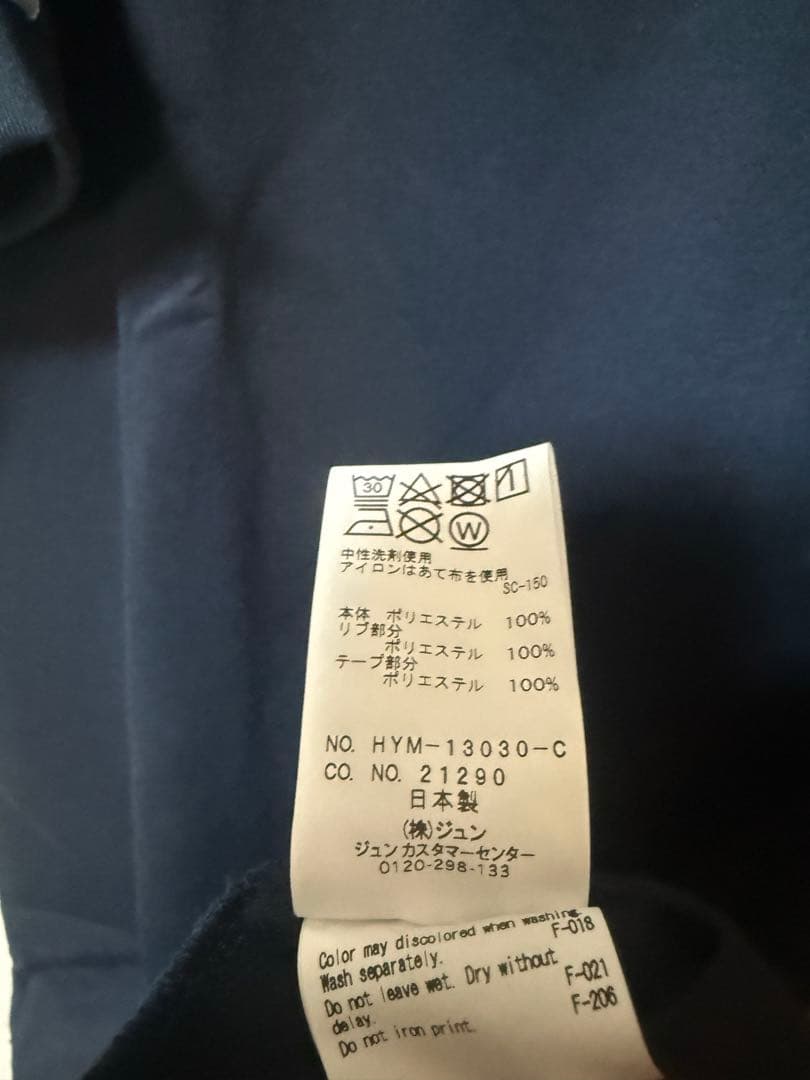 30
W
中性洗剤使用
アイロンはあて布を使用
SC-150
本体 ポリエステル 100%
リブ部分
ポリエステル 100%
テープ部分
ポリエステル 100%
NO. HYM-13030-C
CO. NO. 21290
日本製
(株)ジュン
ジュンカスタマーセンター
0120-298-133
Color may discolored when washing.
F-018
Wash separately.
Do not leave wet. Dry without
F-021
delay.
F-206
Do not iron print.